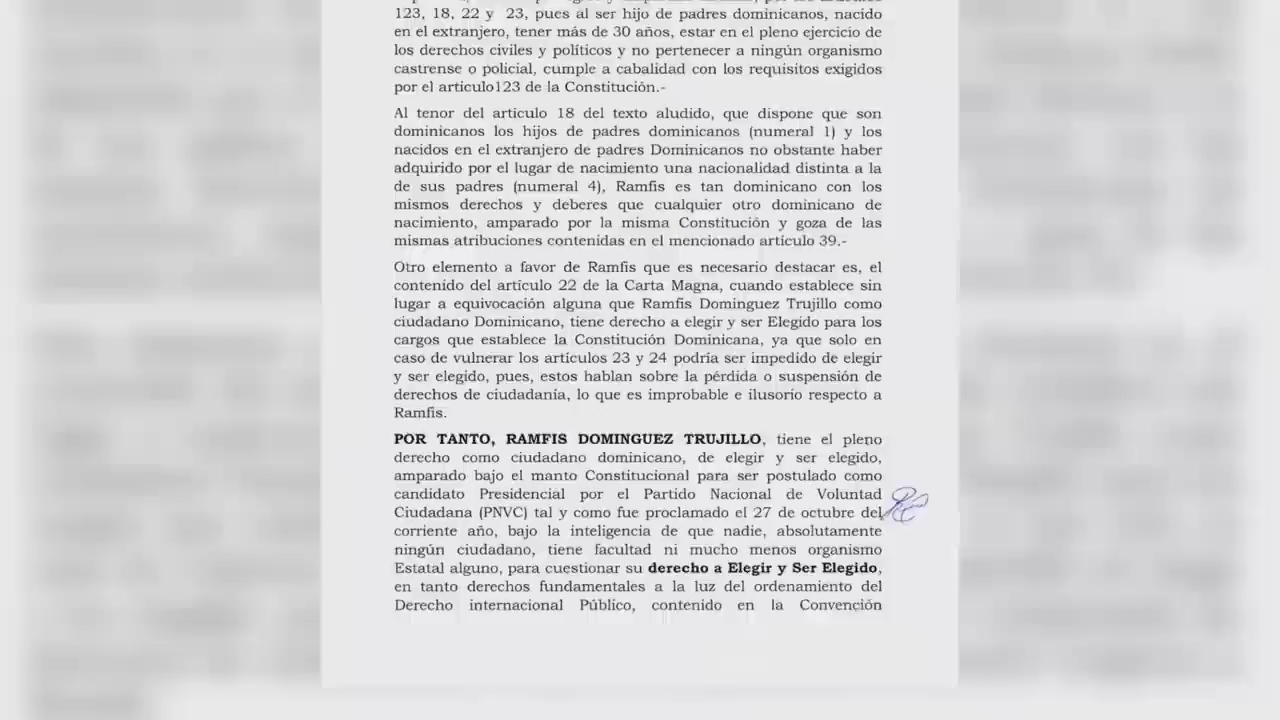 123, 18, 22 y 23, pues al ser hijo de padres dominicanos, nacido
en el extranjero, tener más de 30 años, estar en el pleno ejercicio de
los derechos civiles y políticos y no pertenecer a ningún organismo
castrense o policial, cumple a cabalidad con los requisitos exigidos
por el artículo123 de la Constitución.-
Al tenor del artículo 18 del texto aludido, que dispone que son
dominicanos los hijos de padres dominicanos (numeral 1) y los
nacidos en el extranjero de padres Dominicanos no obstante haber
adquirido por el lugar de nacimiento una nacionalidad distinta a la
de sus padres (numeral 4), Ramfis es tan dominicano con los
mismos derechos y deberes que cualquier otro dominicano de
nacimiento, amparado por la misma Constitución y goza de las
mismas atribuciones contenidas en el mencionado artículo 39.-
Otro elemento a favor de Ramfis que es necesario destacar es, el
contenido del artículo 22 de la Carta Magna, cuando establece sin
lugar a equivocación alguna que Ramfis Domínguez Trujillo como
ciudadano Dominicano, tiene derecho a elegir y ser Elegido para los
cargos que establece la Constitución Dominicana, ya que solo en
caso de vulnerar los artículos 23 y 24 podría ser impedido de elegir
y ser elegido, pues, estos hablan sobre la pérdida o suspensión de
derechos de ciudadanía, lo que es improbable e ilusorio respecto a
Ramfis.
POR TANTO, RAMFIS DOMINGUEZ TRUJILLO, tiene el pleno
derecho como ciudadano dominicano, de elegir y ser elegido,
amparado bajo el manto Constitucional para ser postulado como
candidato Presidencial por el Partido Nacional de Voluntad
Ciudadana (PNVC) tal y como fue proclamado el 27 de octubre del
corriente año, bajo la inteligencia de que nadie, absolutamente
ningún ciudadano, tiene facultad ni mucho menos organismo
Estatal alguno, para cuestionar su derecho a Elegir y Ser Elegido,
en tanto derechos fundamentales a la luz del ordenamiento del
Derecho internacional Público, contenido en la Convención